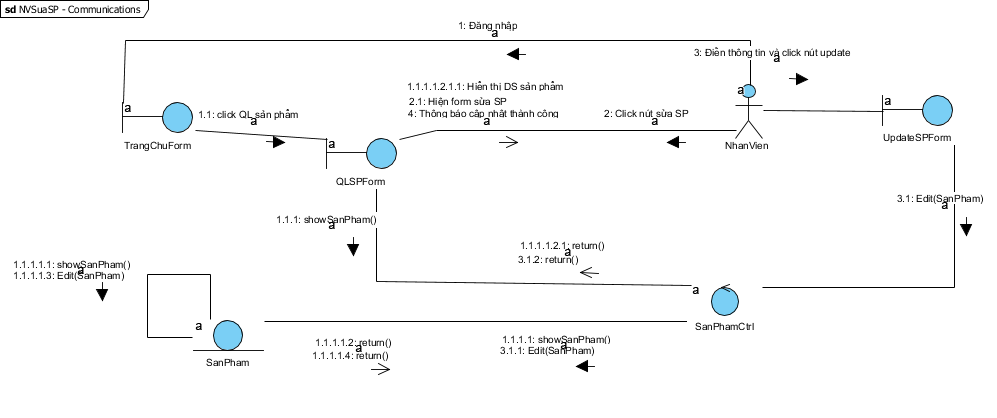 sd NVSuaSP - Communications
1: Đăng nhập
a
3: Điền thông tin và click nút update
a
1.1.1.1.2.1.1: Hiển thị DS sản phẩm
2.1: Hiện form sửa SP
4: Thông báo cập nhật thành công
a
2: Click nút sửa SP
a
a
a
a
1.1: click QL sản phẩm
a
TrangChuForm
a
QLSPForm
NhanVien
UpdateSPForm
3.1: Edit(SanPham)
a
1.1.1: showSanPham()
a
1.1.1.1.2.1: return()
a
3.1.2: return()
1.1.1.1.1: showSanPham()
a
1.1.1.1.3: Edit(SanPham)
a
SanPhamCtrl
a
SanPham
1.1.1.1.2: return()
a
1.1.1.1.4: return()
1.1.1.1: showSanPham()
a
3.1.1: Edit(SanPham)